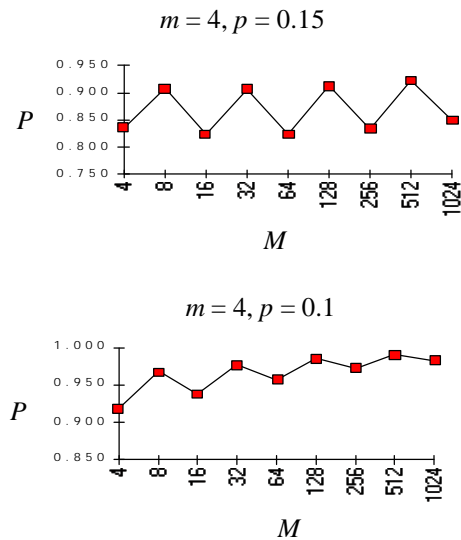 m = 4, p = 0.15
0.950
0.900
0.850
0.800
0.750
P
4 8 16 32 64 128 256 512 1024
M
m = 4, p = 0.1
1.000
0.950
0.900
0.850
P
4 8 16 32 64 128 256 512 1024
M